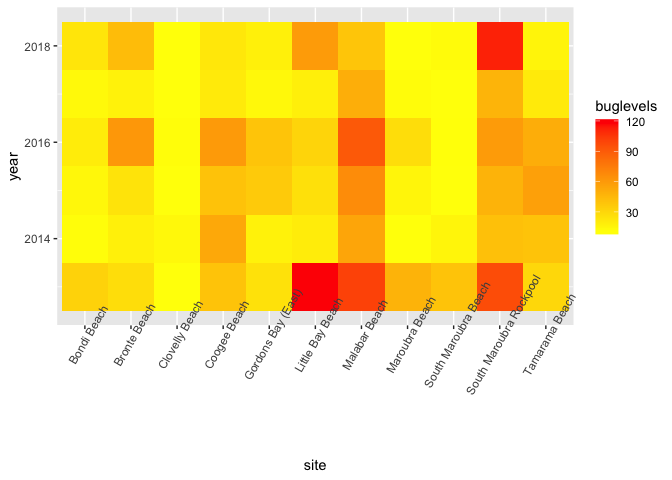 2018
2016
2014
year
Bondi Beach
Bronte Beach
Clovelly Beach
Coogee Beach
Gordons Bay (East)
Little Bay Beach
Malabar Beach
Maroubra Beach
South Maroubra Beach
South Maroubra Rockpool
Tamarama Beach
site
buglevels
120
90
60
30